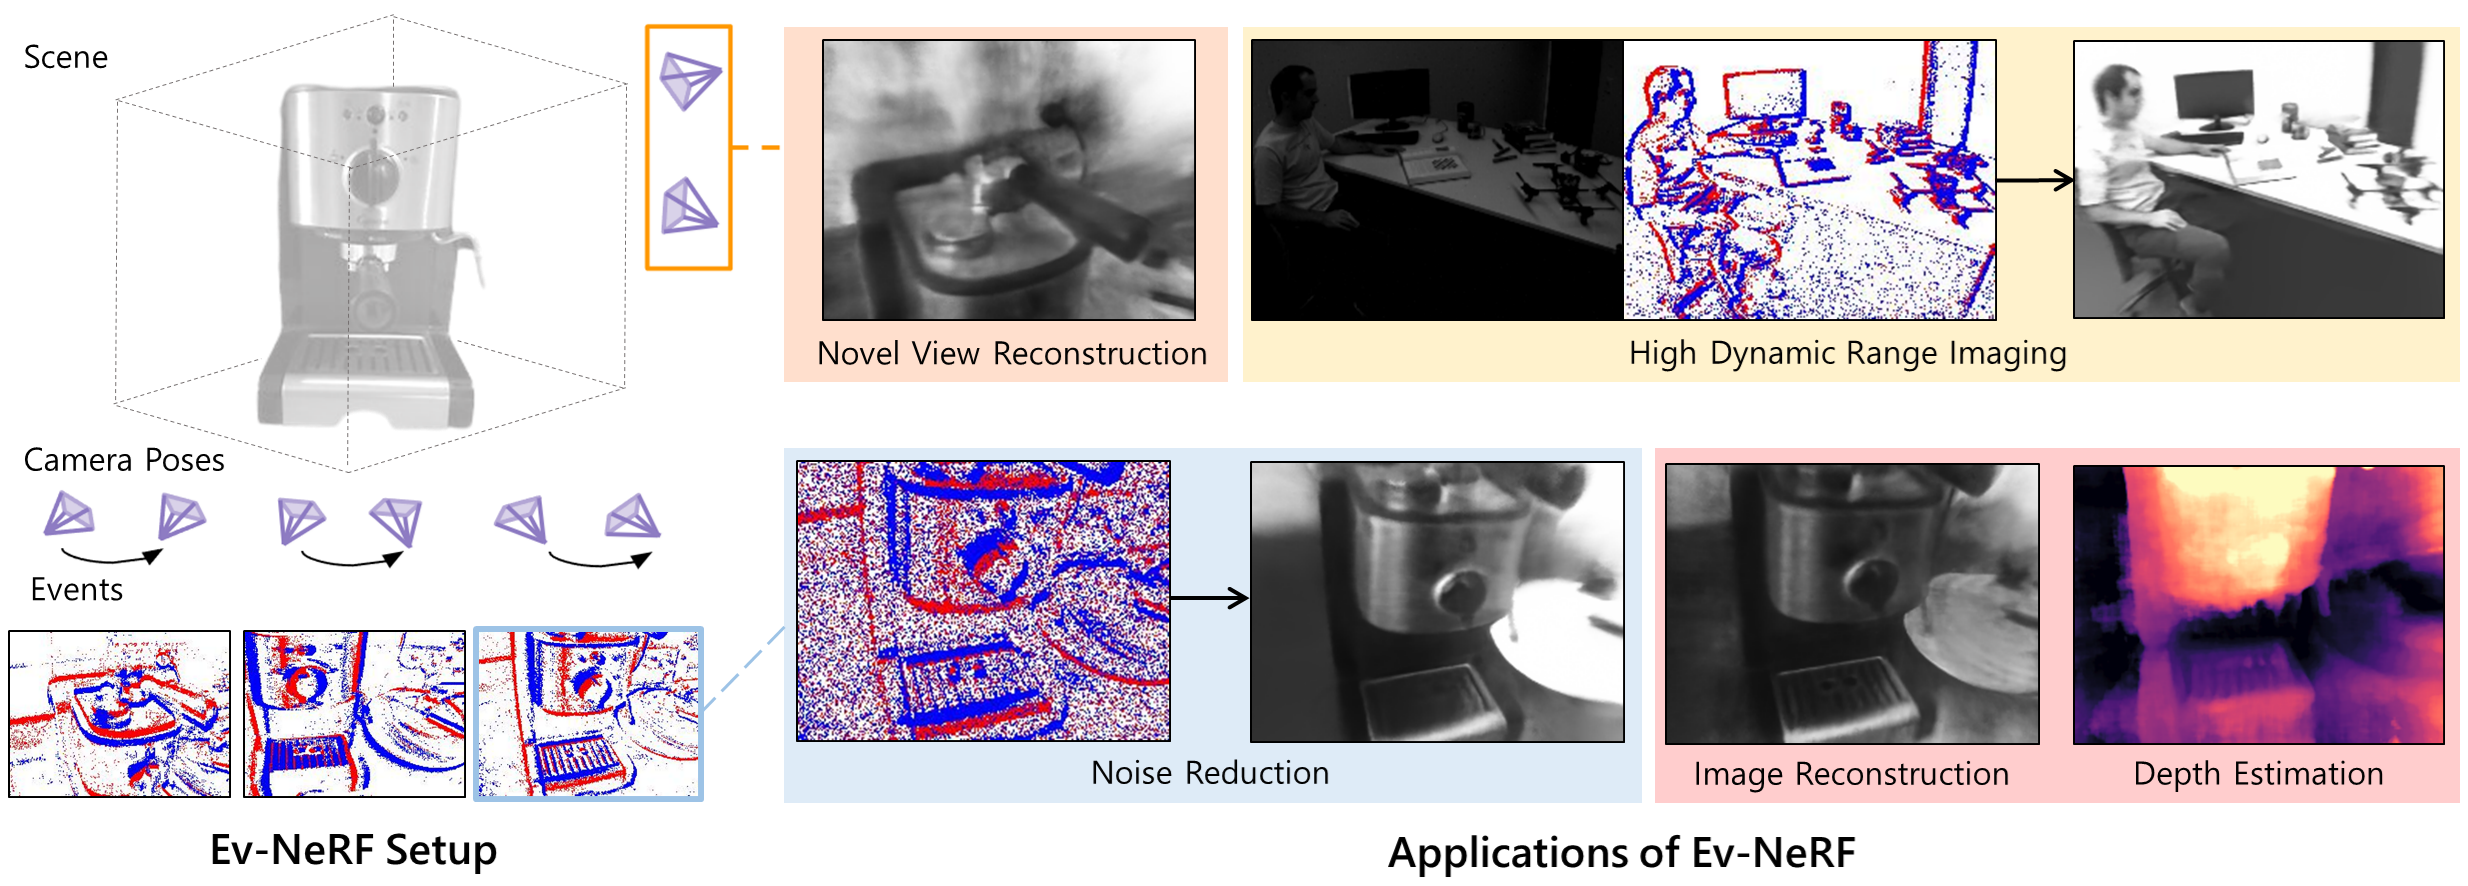 Scene
Camera Poses
Events
Ev-NeRF Setup
Novel View Reconstruction
High Dynamic Range Imaging
Noise Reduction
Image Reconstruction
Depth Estimation
Applications of Ev-NeRF